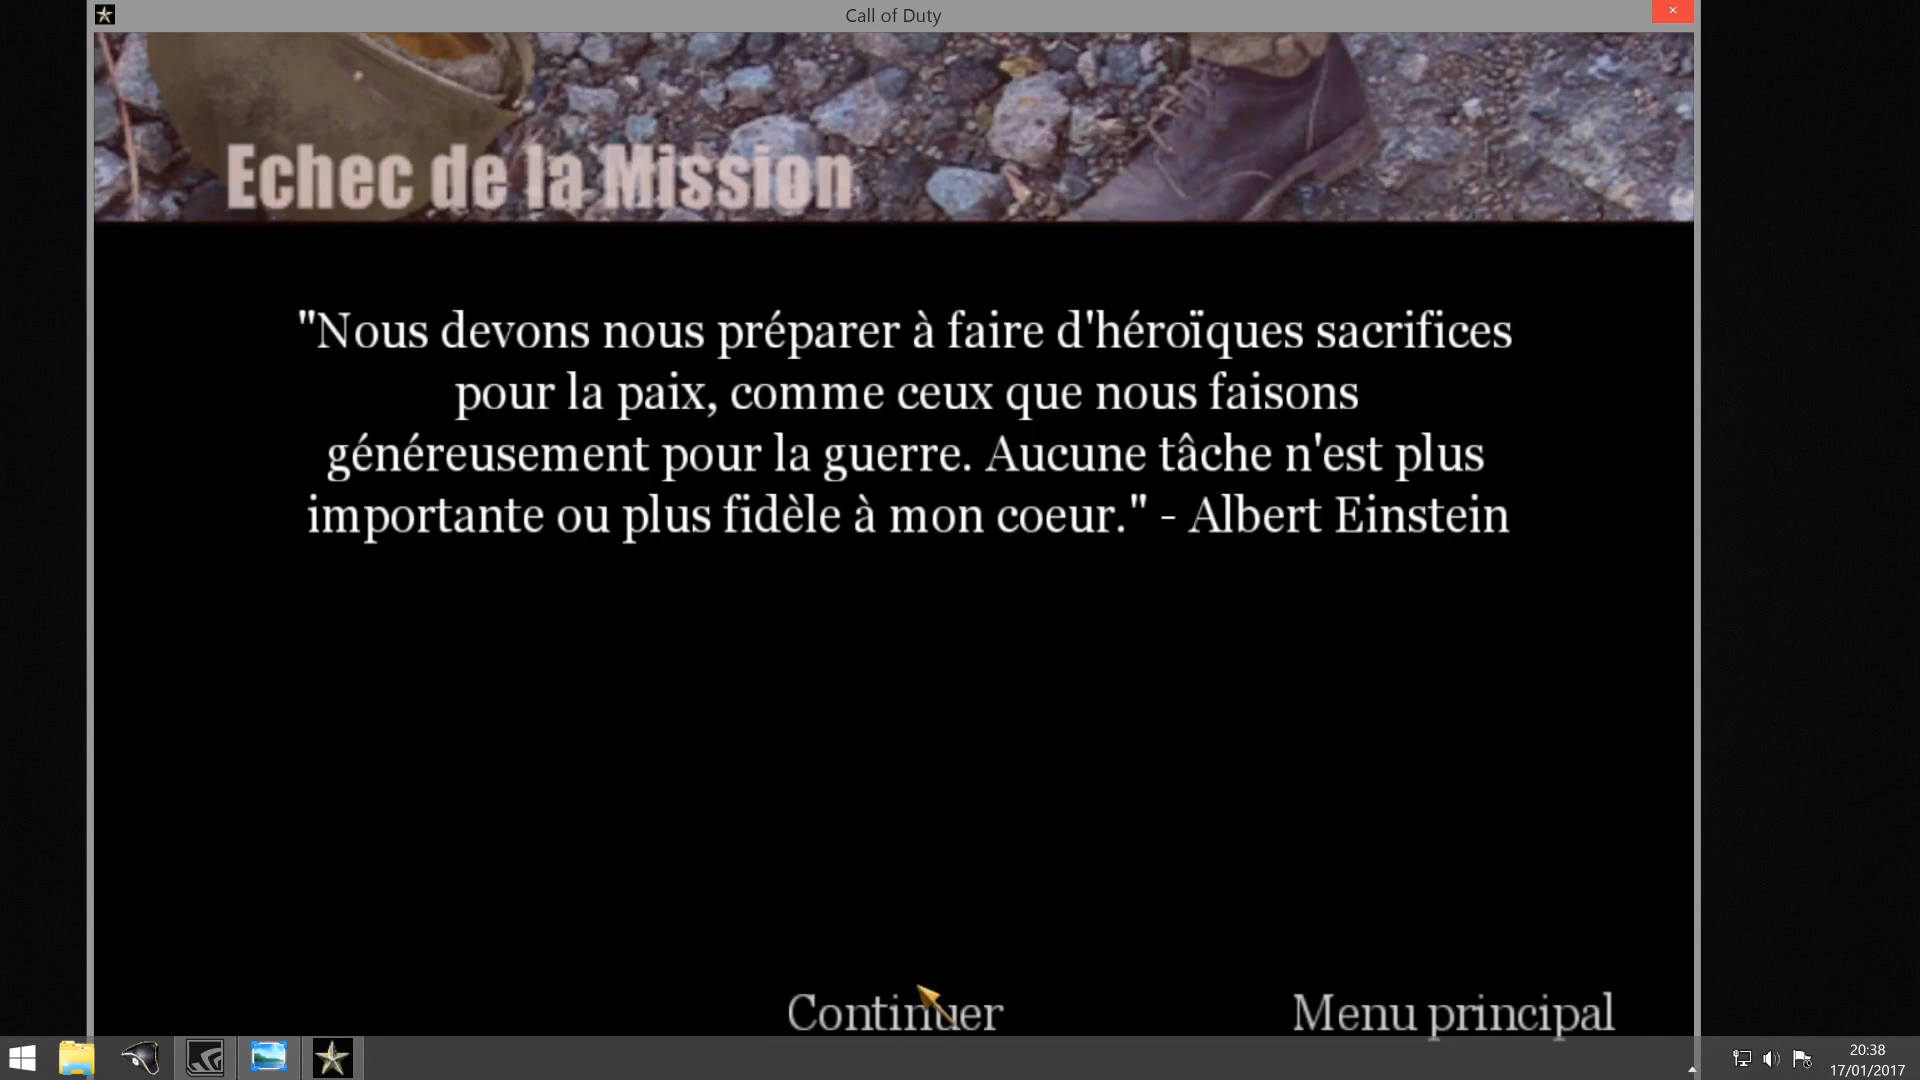 Call of Duty
Echec de la Mission
"Nous devons nous préparer à faire d'héroïques sacrifices
pour la paix, comme ceux que nous faisons
généreusement pour la guerre. Aucune tâche n'est plus
importante ou plus fidèle à mon coeur." - Albert Einstein
Continuer
Menu principal
20:38
17/01/2017